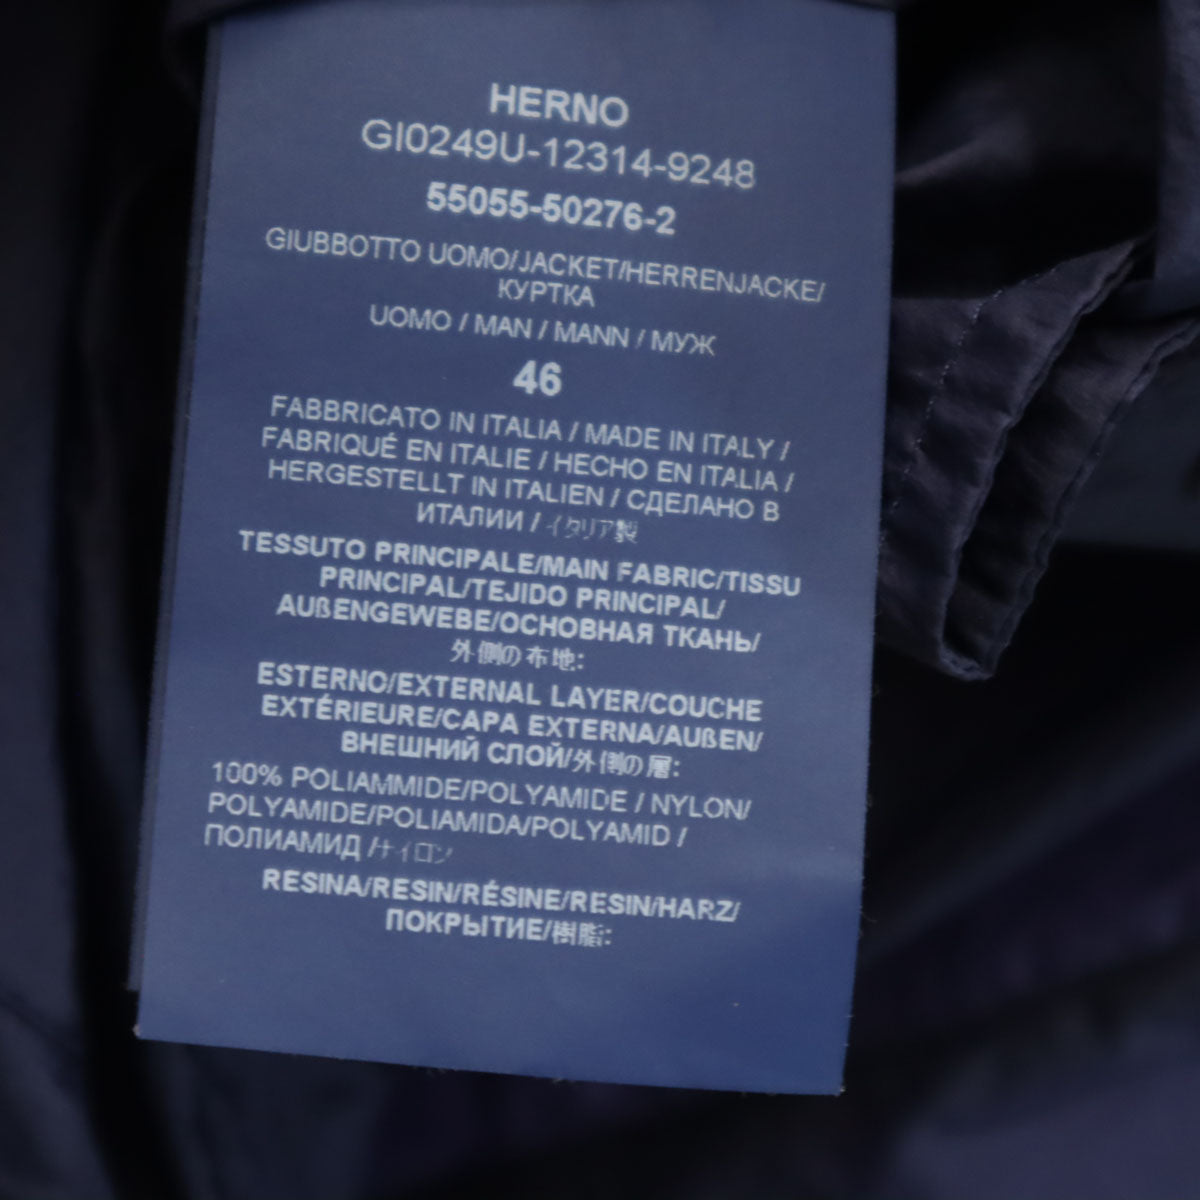 HERNO
GI0249U-12314-9248
55055-50276-2
GIUBBOTTO UOMO/JACKET/HERRENJACKE/
КУРТКА
UOMO / MAN / MANN / МУЖ
46
FABBRICATO IN ITALIA / MADE IN ITALY /
FABRIQUÉ EN ITALIE / HECHO EN ITALIA /
HERGESTELLT IN ITALIEN / СДЕЛАНО В
ИТАЛИИ / イタリア製
TESSUTO PRINCIPALE/MAIN FABRIC/TISSU
PRINCIPAL/TEJIDO PRINCIPAL/
AUßENGEWEBE/ОСНОВНАЯ ТКАНЬ/
外側の布地:
ESTERNO/EXTERNAL LAYER/COUCHE
EXTÉRIEURE/CAPA EXTERNA/AUßEN/
ВНЕШНИЙ СЛОЙ/外側の層:
100% POLIAMMIDE/POLYAMIDE / NYLON/
POLYAMIDE/POLIAMIDA/POLYAMID /
ПОЛИАМИД /ナイロン
RESINA/RESIN/RÉSINE/RESIN/HARZ/
ПОКРЫТИЕ/樹脂: